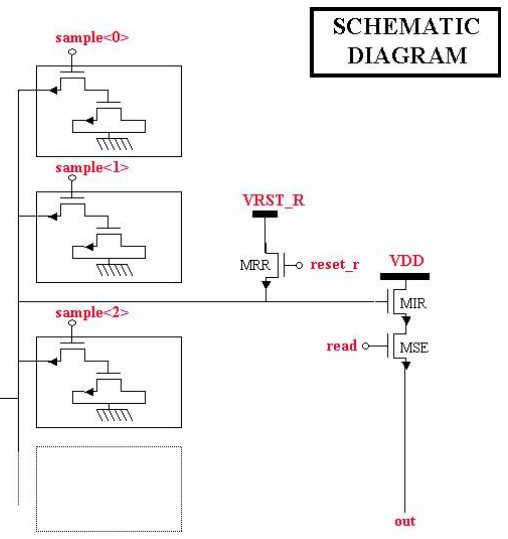 SCHEMATIC
DIAGRAM
sample<0>
sample<1>
VRST_R
MRR
reset_r
VDD
MIR
sample<2>
read
MSE
out